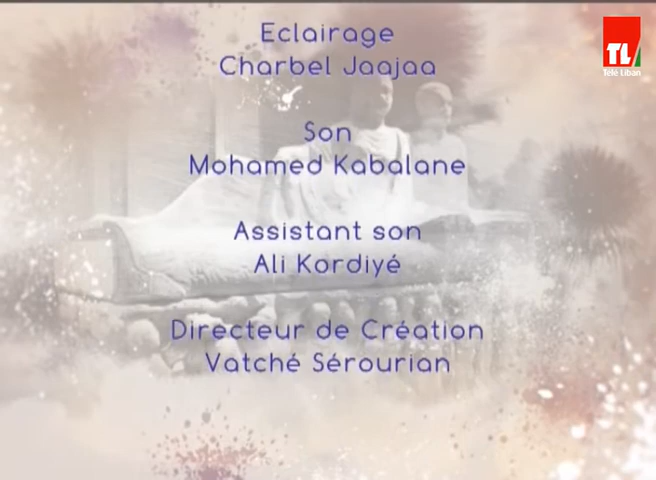 Eclairage
Charbel Jaajaa
Son
Mohamed Kabalane
Assistant son
Ali Kordiyé
Directeur de Création
Vatché Sérourian
TL
Télé Liban